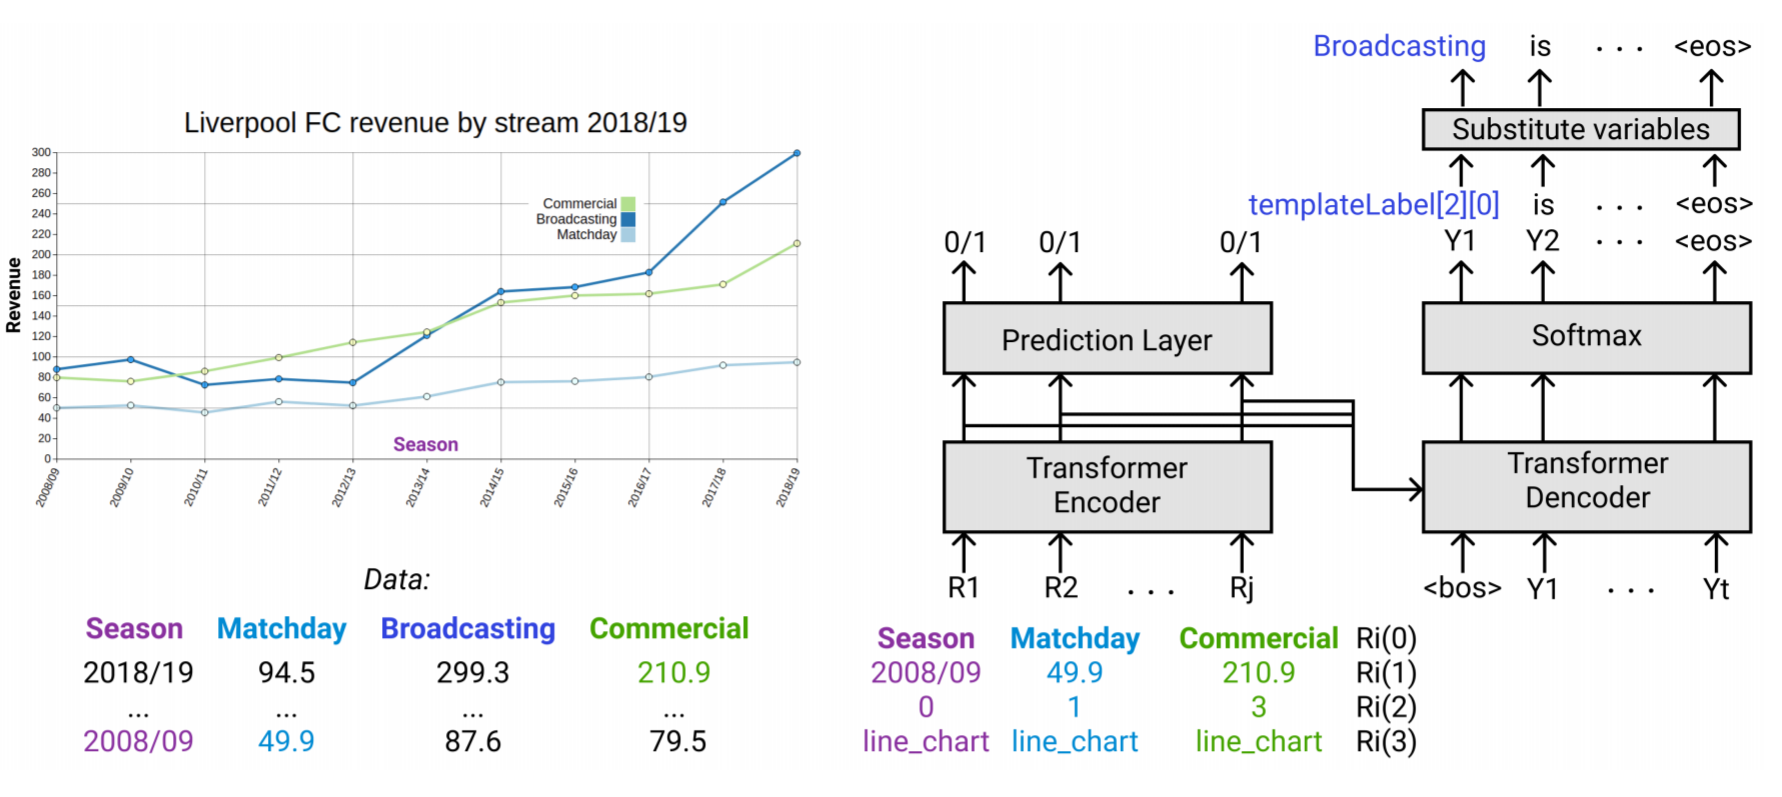 Liverpool FC revenue by stream 2018/19
300
280
260
240
220
200
180
160
140
120
100
80
60
40
20
0
Revenue
Commercial
Broadcasting
Matchday
Season
2008/09 2009/10 2010/11 2011/12 2012/13 2013/14 2014/15 2015/16 2016/17 2017/18 2018/19
Data:
Season Matchday Broadcasting Commercial
2018/19 94.5 299.3 210.9
... ... ... ...
2008/09 49.9 87.6 79.5
Broadcasting is . . . <eos>
Substitute variables
templateLabel[2][0] is . . . <eos>
Y1 Y2 . . . <eos>
0/1 0/1 0/1
Prediction Layer
Softmax
Transformer
Encoder
Transformer
Dencoder
R1 R2 . . . Rj
<bos> Y1 . . . Yt
Season Matchday Commercial Ri(0)
2008/09 49.9 210.9 Ri(1)
0 1 3 Ri(2)
line_chart line_chart line_chart Ri(3)